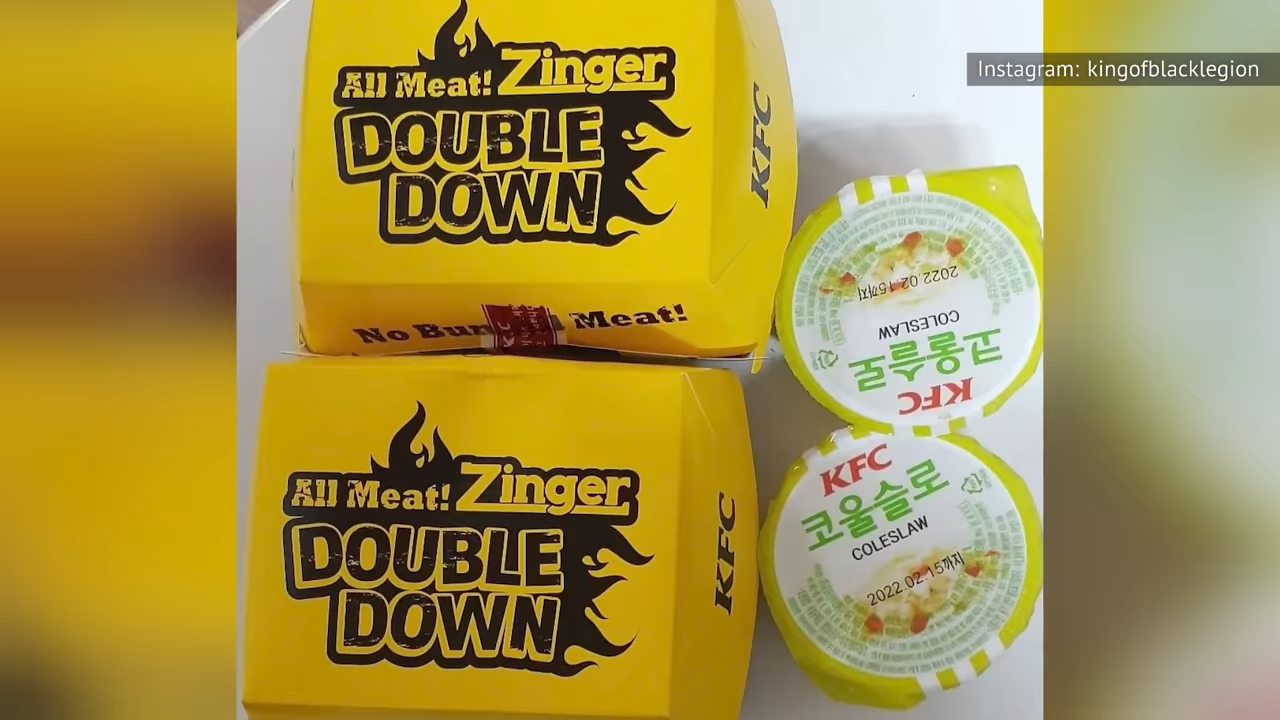 Instagram: kingofblacklegion
All Meat! Zinger
DOUBLE
DOWN
KFC
No Bun Meat!
2022.02.15까지
COLESLAW
코울슬로
KFC
All Meat! Zinger
DOUBLE
DOWN
KFC
KFC
코울슬로
COLESLAW
2022.02.15까지